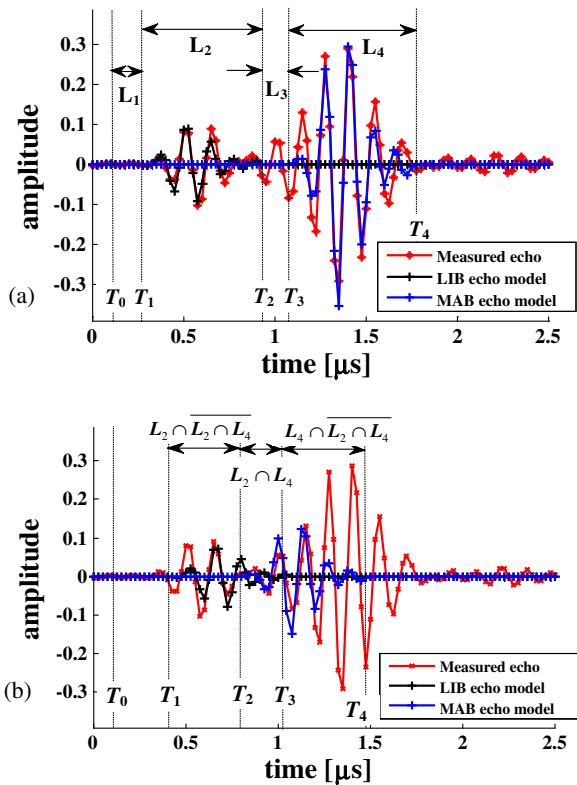 (a)
amplitude
0.3
0.2
0.1
0
-0.1
-0.2
-0.3
L₁
L₂
L₃
L₄
T₀
T₁
T₂
T₃
T₄
Measured echo
LIB echo model
MAB echo model
0
0.5
1
1.5
2
2.5
time [μs]
(b)
amplitude
0.3
0.2
0.1
0
-0.1
-0.2
-0.3
L₂ ∩ L̅₂̅ ̅∩̅ ̅L̅₄̅
L₂ ∩ L₄
L₄ ∩ L̅₂̅ ̅∩̅ ̅L̅₄̅
T₀
T₁
T₂
T₃
T₄
Measured echo
LIB echo model
MAB echo model
0
0.5
1
1.5
2
2.5
time [μs]